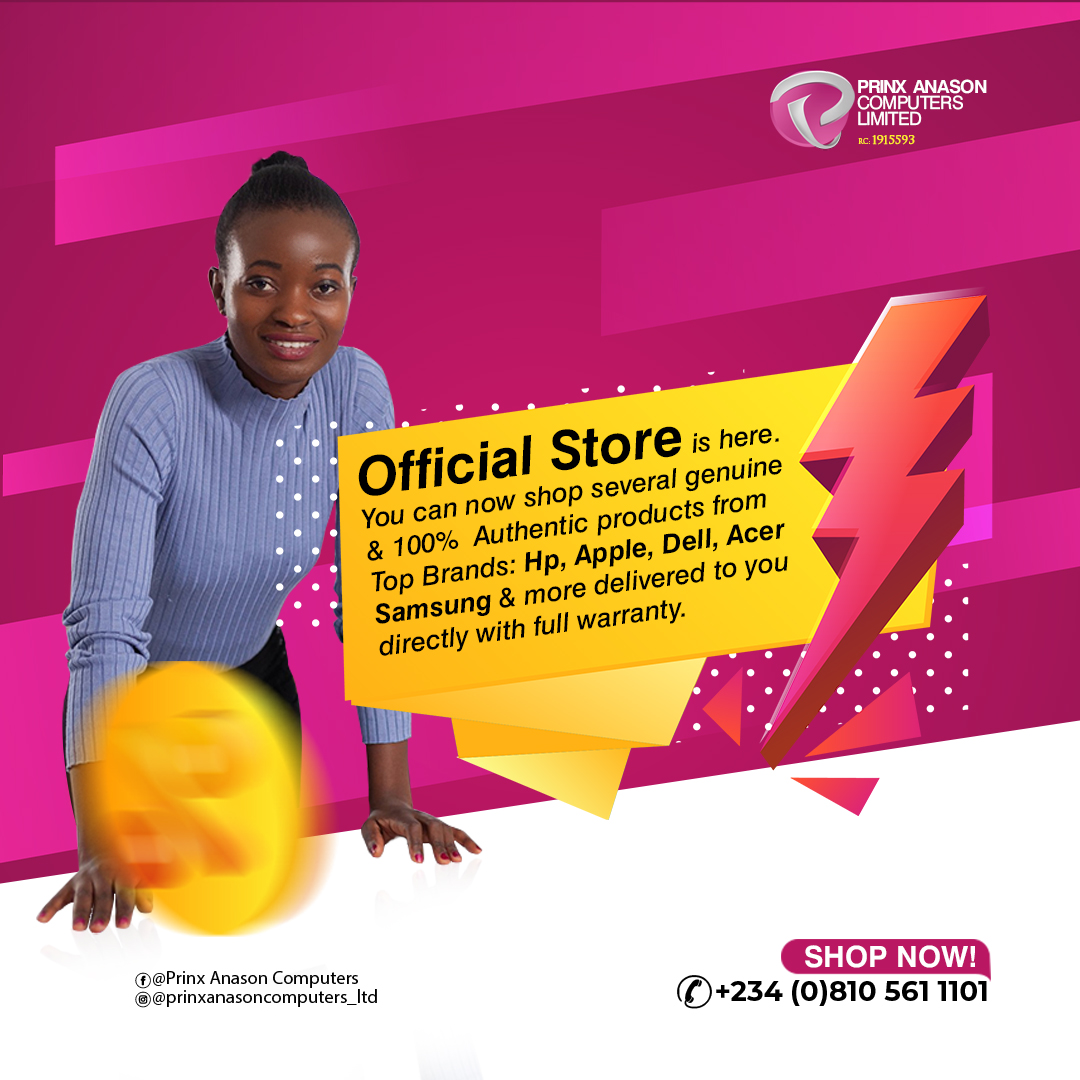 PRINX ANASON
COMPUTERS
LIMITED
RC: 1915593
Official Store is here.
You can now shop several genuine
& 100% Authentic products from
Top Brands: Hp, Apple, Dell, Acer
Samsung & more delivered to you
directly with full warranty.
@Prinx Anason Computers
@prinxanasoncomputers_ltd
SHOP NOW!
+234 (0)810 561 1101